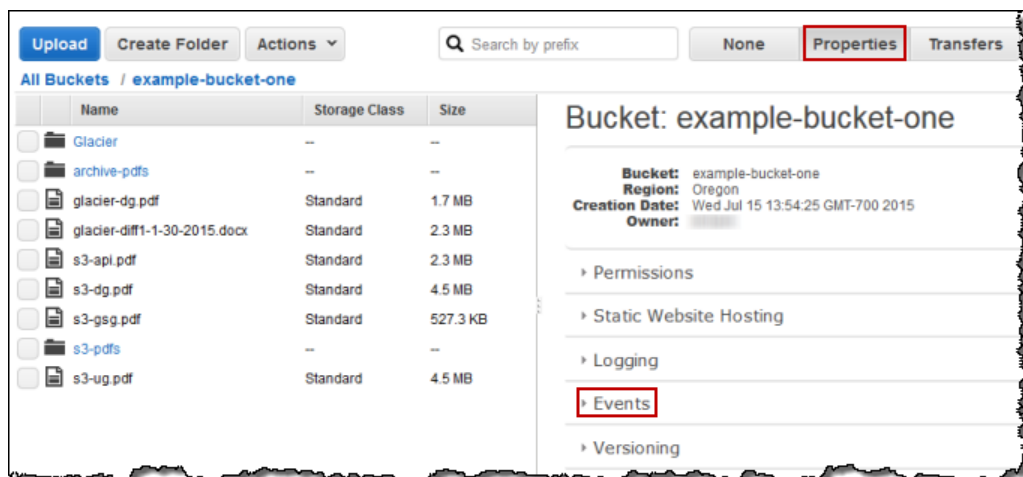 Upload Create Folder Actions Search by prefix None Properties Transfers
All Buckets / example-bucket-one
Name Storage Class Size
Glacier -- --
archive-pdfs -- --
glacier-dg.pdf Standard 1.7 MB
glacier-diff1-1-30-2015.docx Standard 2.3 MB
s3-api.pdf Standard 2.3 MB
s3-dg.pdf Standard 4.5 MB
s3-gsg.pdf Standard 527.3 KB
s3-pdfs -- --
s3-ug.pdf Standard 4.5 MB
Bucket: example-bucket-one
Bucket: example-bucket-one
Region: Oregon
Creation Date: Wed Jul 15 13:54:25 GMT-700 2015
Owner:
Permissions
Static Website Hosting
Logging
Events
Versioning